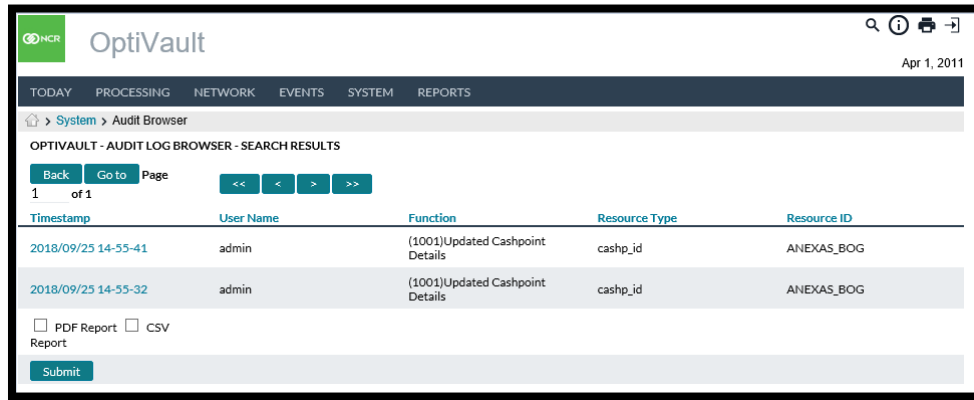 NCR
OptiVault
Apr 1, 2011
TODAY PROCESSING NETWORK EVENTS SYSTEM REPORTS
> System > Audit Browser
OPTIVAULT - AUDIT LOG BROWSER - SEARCH RESULTS
Back Go to Page
1 of 1
<< < > >>
Timestamp User Name Function Resource Type Resource ID
2018/09/25 14-55-41 admin (1001)Updated Cashpoint cashp_id ANEXAS_BOG
Details
2018/09/25 14-55-32 admin (1001)Updated Cashpoint cashp_id ANEXAS_BOG
Details
PDF Report CSV
Report
Submit